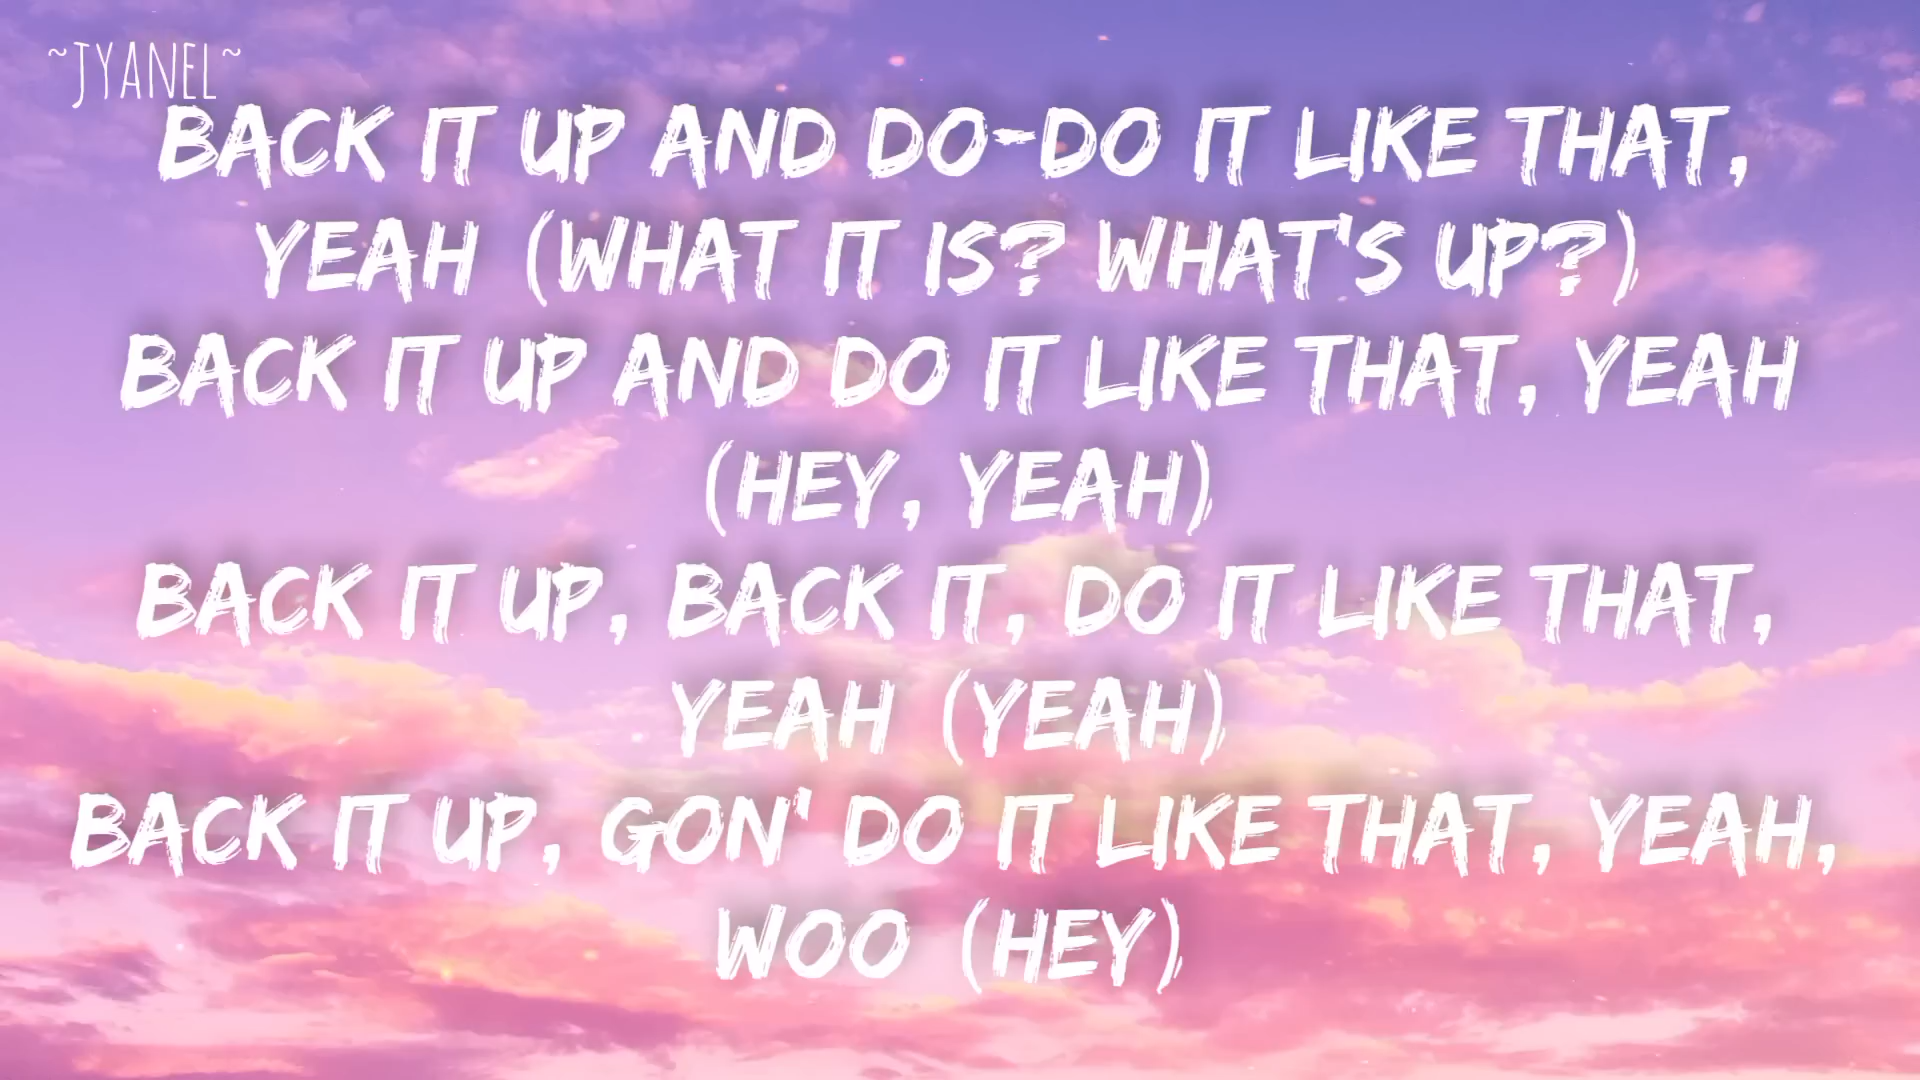 ~JYANEL~
BACK IT UP AND DO-DO IT LIKE THAT,
YEAH (WHAT IT IS? WHAT'S UP?)
BACK IT UP AND DO IT LIKE THAT, YEAH
(HEY, YEAH)
BACK IT UP, BACK IT, DO IT LIKE THAT,
YEAH (YEAH)
BACK IT UP, GON' DO IT LIKE THAT, YEAH,
WOO (HEY)